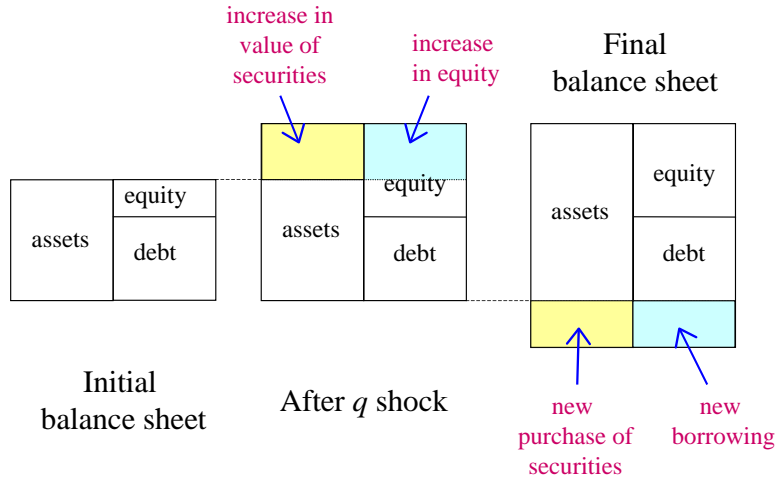 increase in
value of
securities
increase
in equity
Final
balance sheet
equity
assets
debt
equity
assets
debt
equity
assets
debt
Initial
balance sheet
After q shock
new
purchase of
securities
new
borrowing